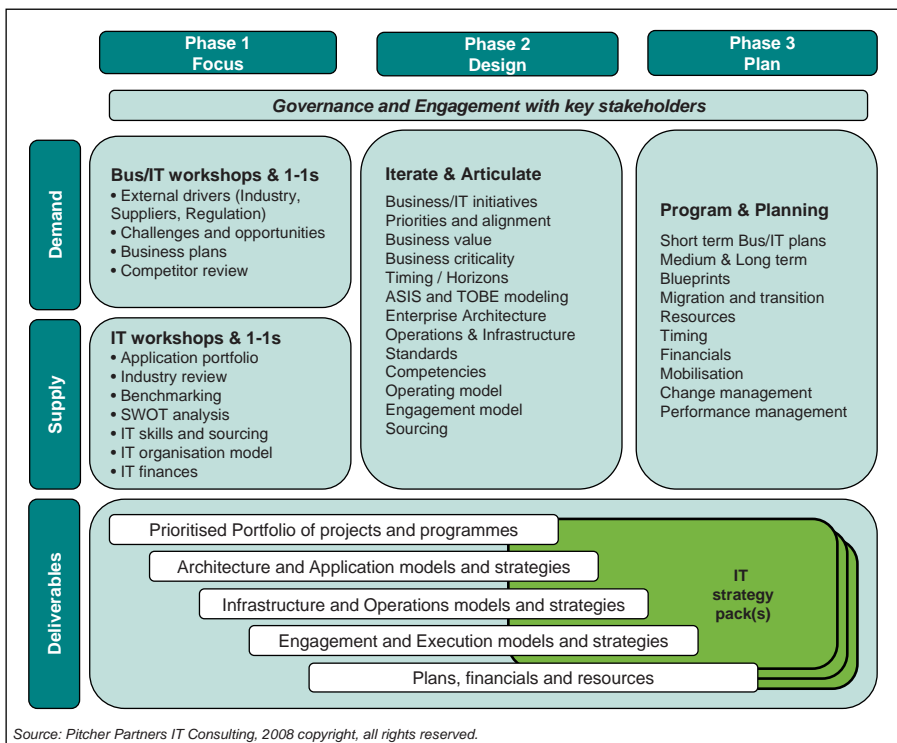 Phase 1
Focus
Phase 2
Design
Phase 3
Plan
Governance and Engagement with key stakeholders
Demand
Bus/IT workshops & 1-1s
• External drivers (Industry,
Suppliers, Regulation)
• Challenges and opportunities
• Business plans
• Competitor review
Supply
IT workshops & 1-1s
• Application portfolio
• Industry review
• Benchmarking
• SWOT analysis
• IT skills and sourcing
• IT organisation model
• IT finances
Iterate & Articulate
Business/IT initiatives
Priorities and alignment
Business value
Business criticality
Timing / Horizons
ASIS and TOBE modeling
Enterprise Architecture
Operations & Infrastructure
Standards
Competencies
Operating model
Engagement model
Sourcing
Program & Planning
Short term Bus/IT plans
Medium & Long term
Blueprints
Migration and transition
Resources
Timing
Financials
Mobilisation
Change management
Performance management
Deliverables
Prioritised Portfolio of projects and programmes
Architecture and Application models and strategies
Infrastructure and Operations models and strategies
Engagement and Execution models and strategies
Plans, financials and resources
IT
strategy
pack(s)
Source: Pitcher Partners IT Consulting, 2008 copyright, all rights reserved.